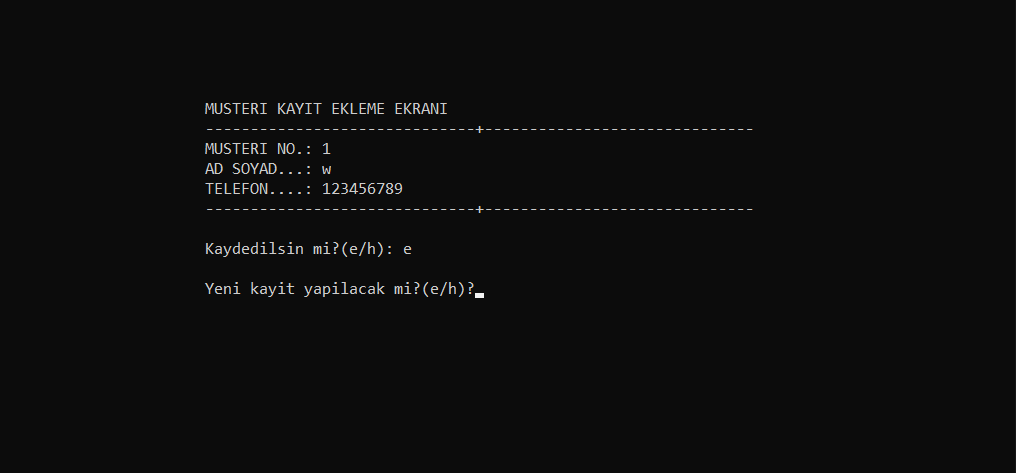 MUSTERI KAYIT EKLEME EKRANI
------------------------------+------------------------------
MUSTERI NO.: 1
AD SOYAD...: w
TELEFON....: 123456789
------------------------------+------------------------------
Kaydedilsin mi?(e/h): e
Yeni kayit yapilacak mi?(e/h)?